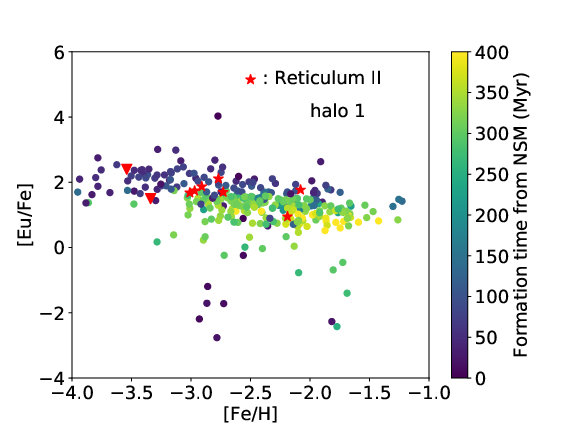 6
4
2
0
−2
−4
[Eu/Fe]
★ : Reticulum II
halo 1
−4.0 −3.5 −3.0 −2.5 −2.0 −1.5 −1.0
[Fe/H]
400
350
300
250
200
150
100
50
0
Formation time from NSM (Myr)